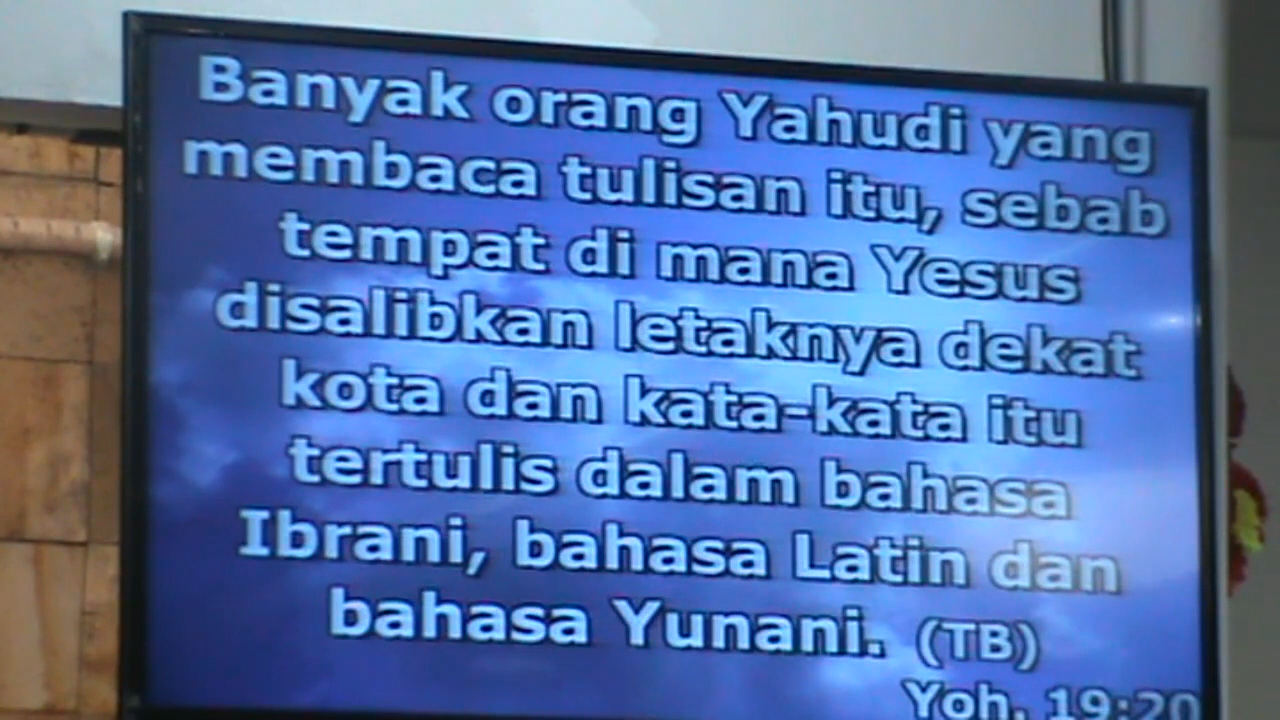 Banyak orang Yahudi yang
membaca tulisan itu, sebab
tempat di mana Yesus
disalibkan letaknya dekat
kota dan kata-kata itu
tertulis dalam bahasa
Ibrani, bahasa Latin dan
bahasa Yunani. (TB)
Yoh. 19:20